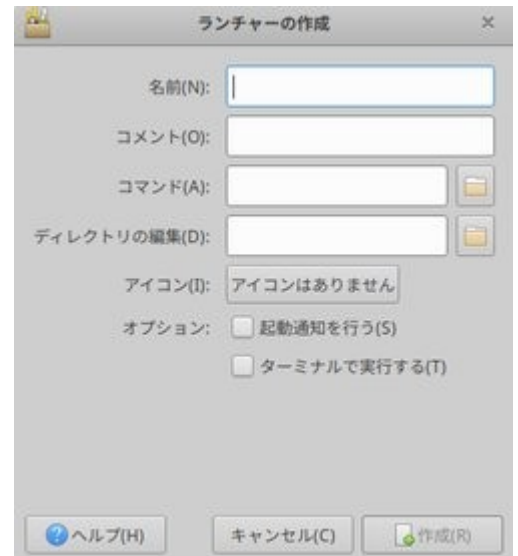 ランチャーの作成
名前(N):
コメント(O):
コマンド(A):
ディレクトリの編集(D):
アイコン(I): アイコンはありません
オプション: 起動通知を行う(S)
ターミナルで実行する(T)
ヘルプ(H) キャンセル(C) 作成(R)